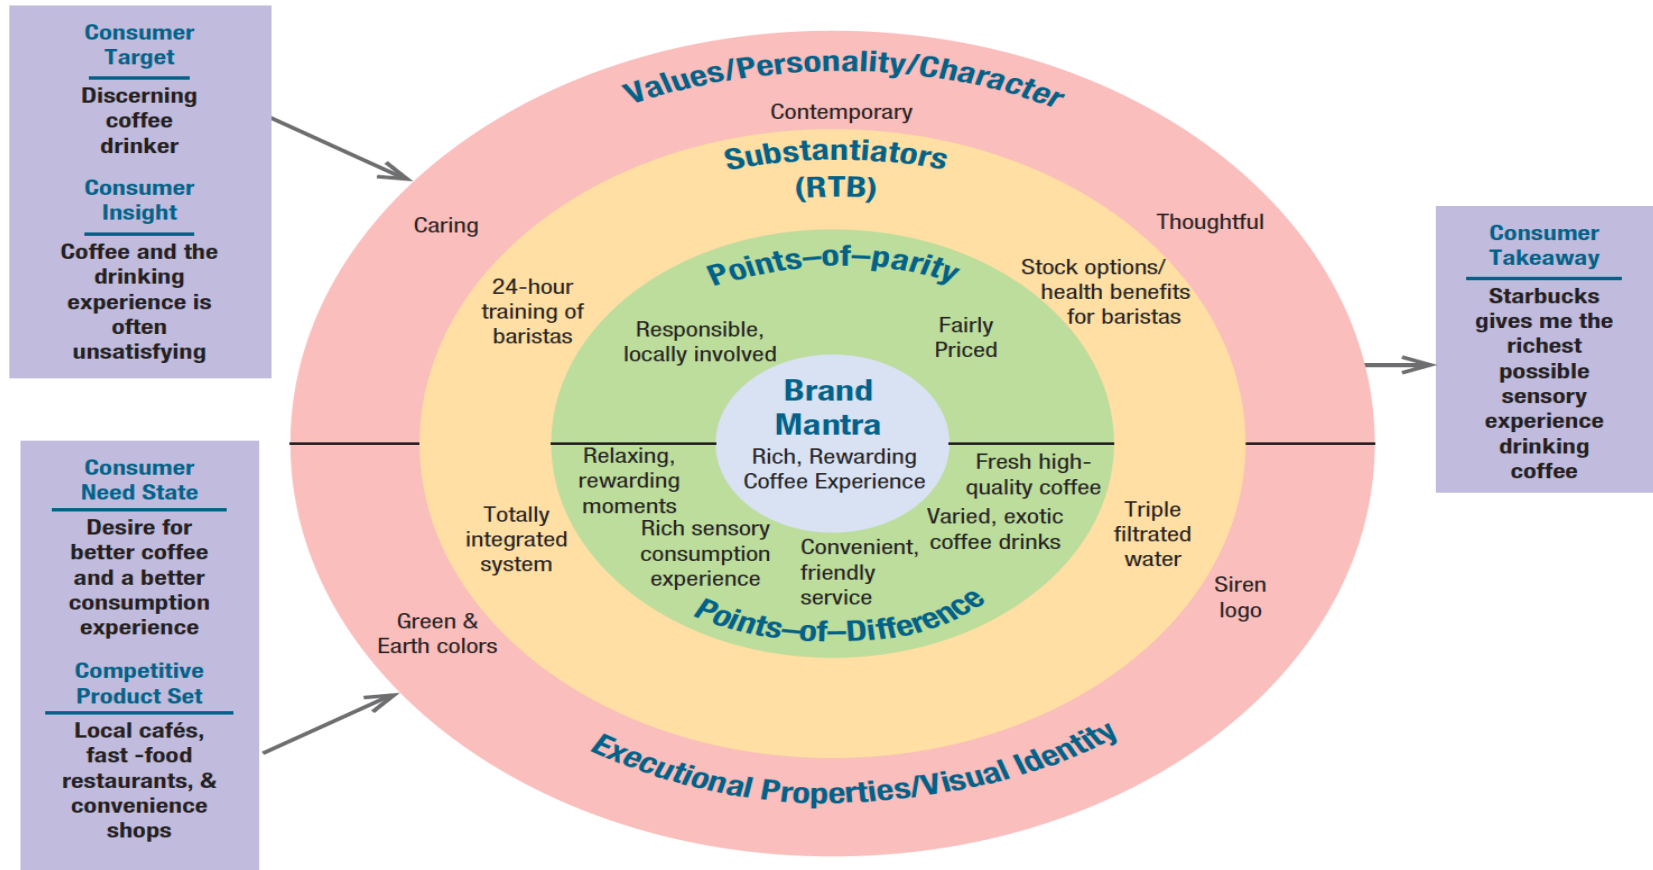 Consumer
Target
Discerning
coffee
drinker
Consumer
Insight
Coffee and the
drinking
experience is
often
unsatisfying
Consumer
Need State
Desire for
better coffee
and a better
consumption
experience
Competitive
Product Set
Local cafés,
fast -food
restaurants, &
convenience
shops
Values/Personality/Character
Contemporary
Caring
Thoughtful
Substantiators
(RTB)
24-hour
training of
baristas
Stock options/
health benefits
for baristas
Points–of–parity
Responsible,
locally involved
Fairly
Priced
Brand
Mantra
Rich, Rewarding
Coffee Experience
Relaxing,
rewarding
moments
Rich sensory
consumption
experience
Convenient,
friendly
service
Fresh high-
quality coffee
Varied, exotic
coffee drinks
Points–of–Difference
Totally
integrated
system
Triple
filtrated
water
Green &
Earth colors
Siren
logo
Executional Properties/Visual Identity
Consumer
Takeaway
Starbucks
gives me the
richest
possible
sensory
experience
drinking
coffee